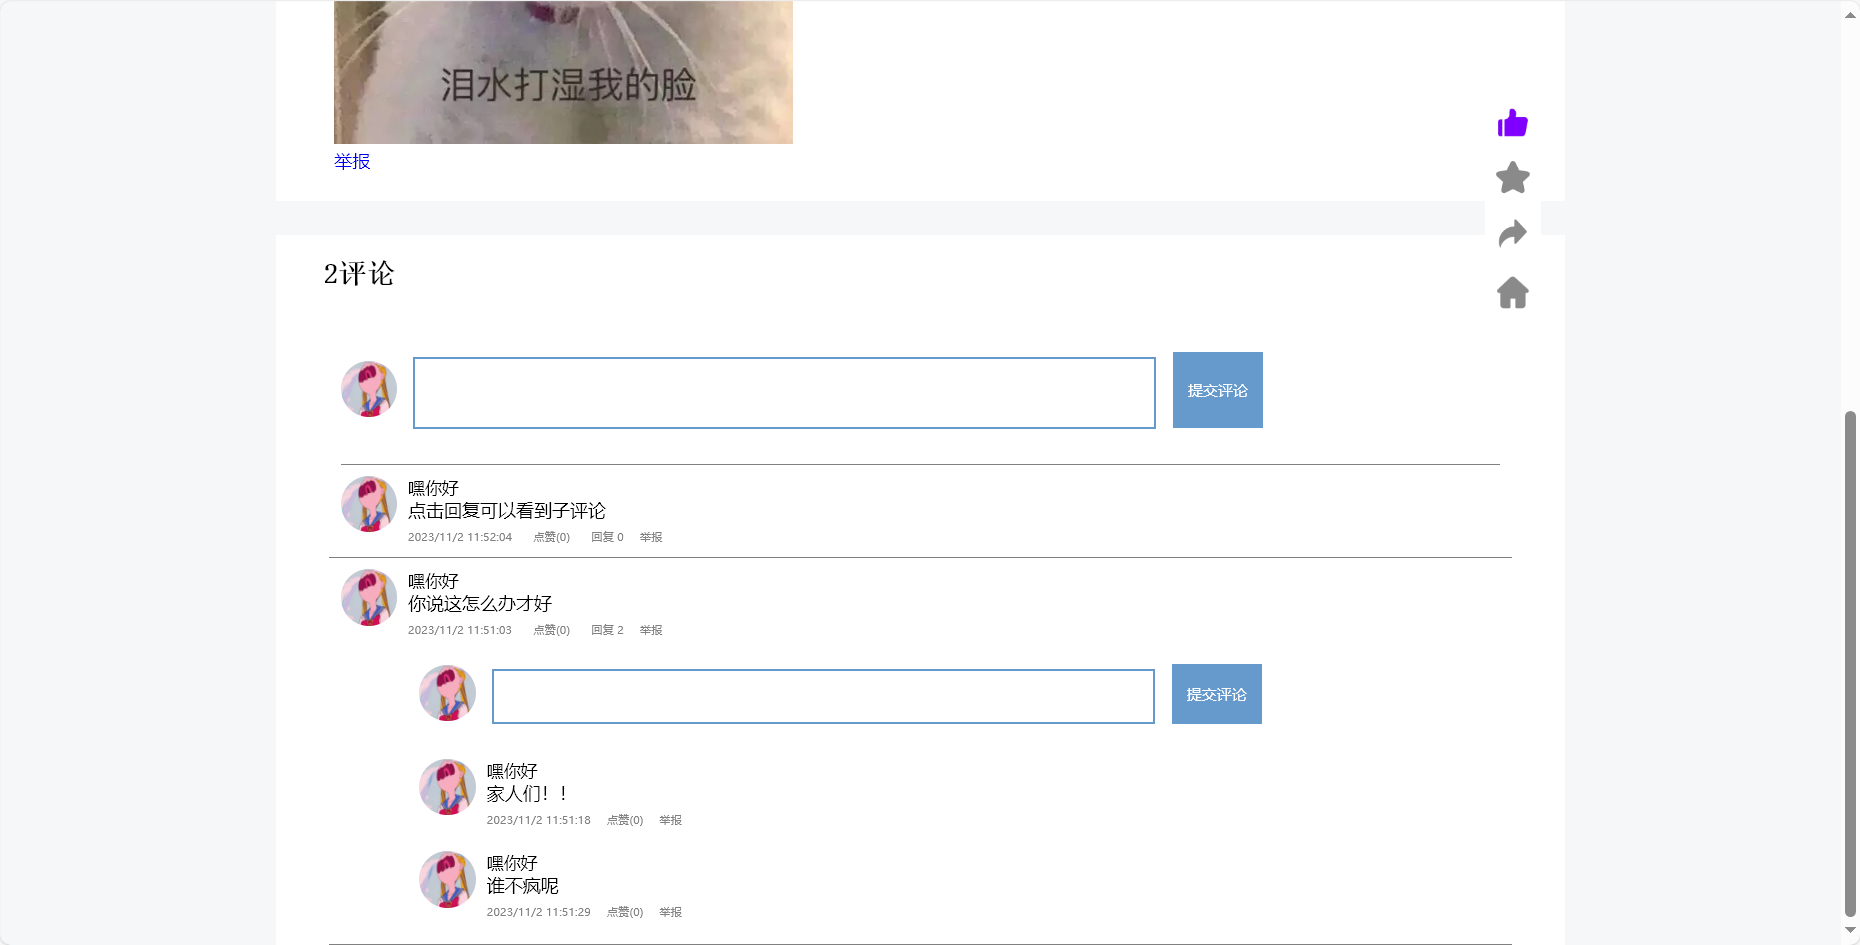 泪水打湿我的脸
举报
2评论
提交评论
嘿你好
点击回复可以看到子评论
2023/11/2 11:52:04 点赞(0) 回复 0 举报
嘿你好
你说这怎么办才好
2023/11/2 11:51:03 点赞(0) 回复 2 举报
提交评论
嘿你好
家人们！！
2023/11/2 11:51:18 点赞(0) 举报
嘿你好
谁不疯呢
2023/11/2 11:51:29 点赞(0) 举报